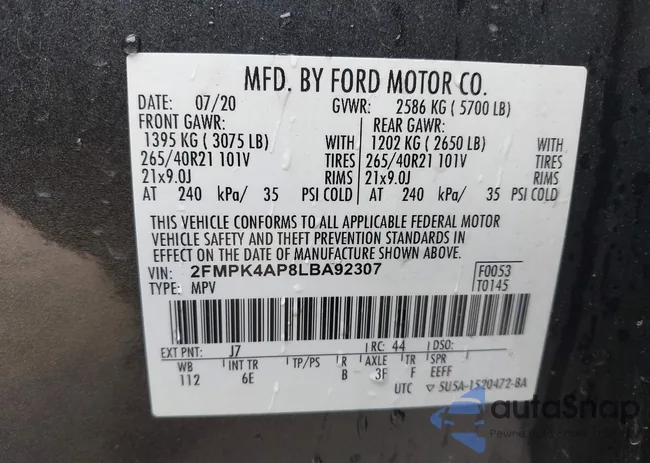 MFD. BY FORD MOTOR CO.
DATE: 07/20 GVWR: 2586 KG (5700 LB)
FRONT GAWR: REAR GAWR:
1395 KG (3075 LB) WITH 1202 KG (2650 LB) WITH
265/40R21 101V TIRES 265/40R21 101V TIRES
21x9.0J RIMS 21x9.0J RIMS
AT 240 kPa/ 35 PSI COLD AT 240 kPa/ 35 PSI COLD
THIS VEHICLE CONFORMS TO ALL APPLICABLE FEDERAL MOTOR
VEHICLE SAFETY AND THEFT PREVENTION STANDARDS IN
EFFECT ON THE DATE OF MANUFACTURE SHOWN ABOVE.
VIN: 2FMPK4AP8LBA92307 F0053
TYPE: MPV T0145
EXT PNT: J7 RC: 44 DSO:
WB INT TR TP/PS R AXLE TR SPR
112 6E B 3F F EEFF
UTC ▽ 5U5A-1520472-BA
autoSnap